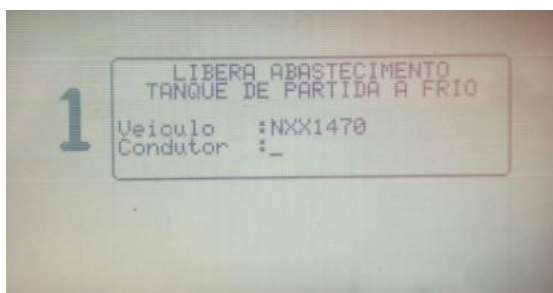 LIBERA ABASTECIMENTO
TANQUE DE PARTIDA A FRIO
1
Veiculo :NXX1470
Condutor :_